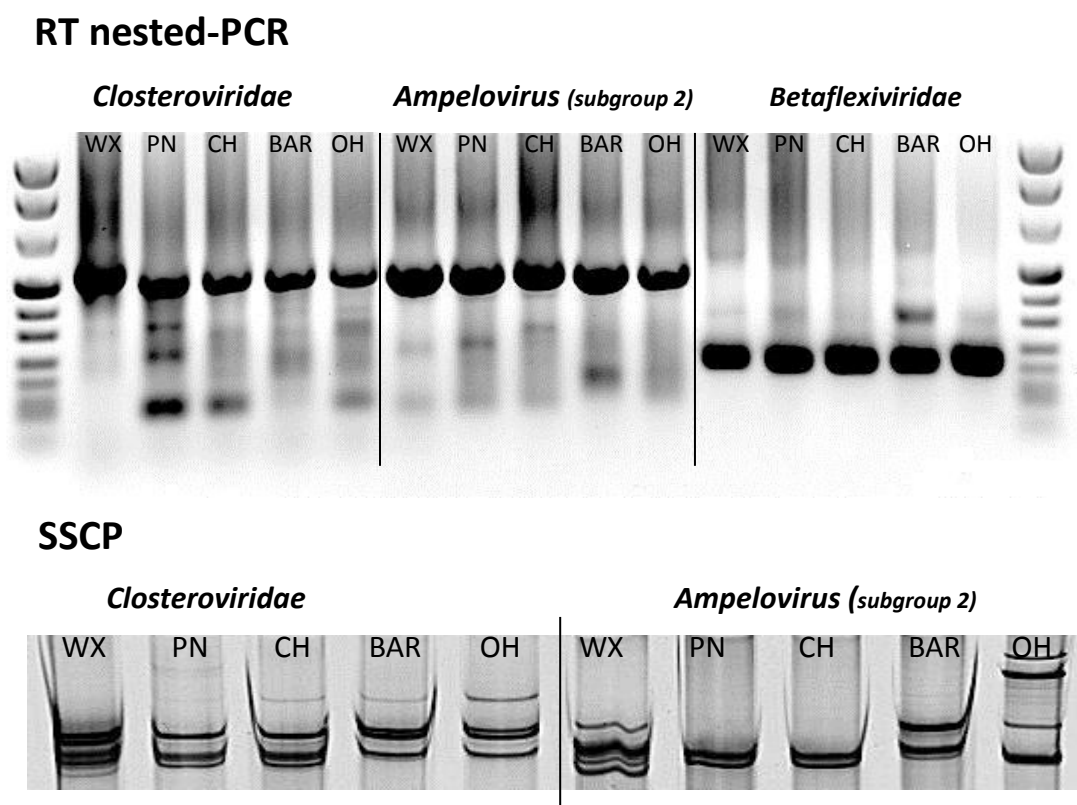 RT nested-PCR
Closteroviridae Ampelovirus (subgroup 2) Betaflexiviridae
WX PN CH BAR OH WX PN CH BAR OH WX PN CH BAR OH
SSCP
Closteroviridae Ampelovirus (subgroup 2)
WX PN CH BAR OH WX PN CH BAR OH